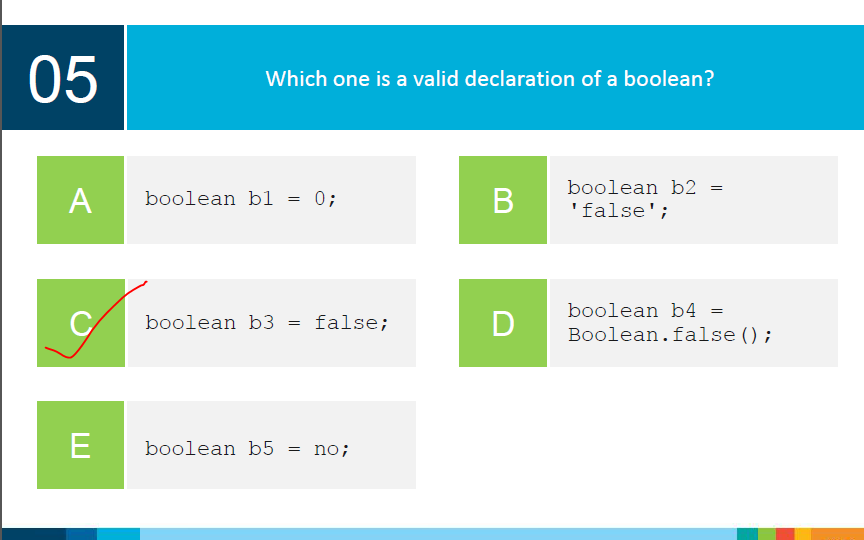 05
Which one is a valid declaration of a boolean?
A
boolean b1 = 0;
B
boolean b2 =
'false';
C
boolean b3 = false;
D
boolean b4 =
Boolean.false();
E
boolean b5 = no;